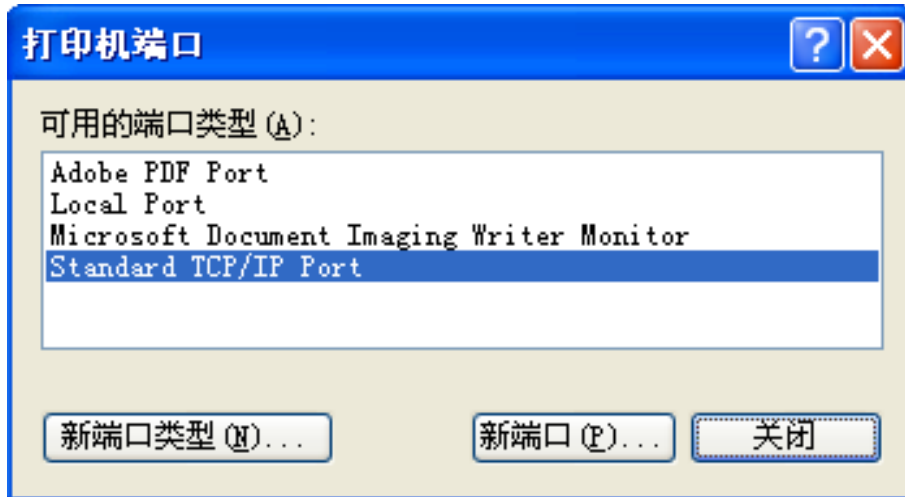 打印机端口
可用的端口类型(A):
Adobe PDF Port
Local Port
Microsoft Document Imaging Writer Monitor
Standard TCP/IP Port
新端口类型(N)... 新端口(P)... 关闭